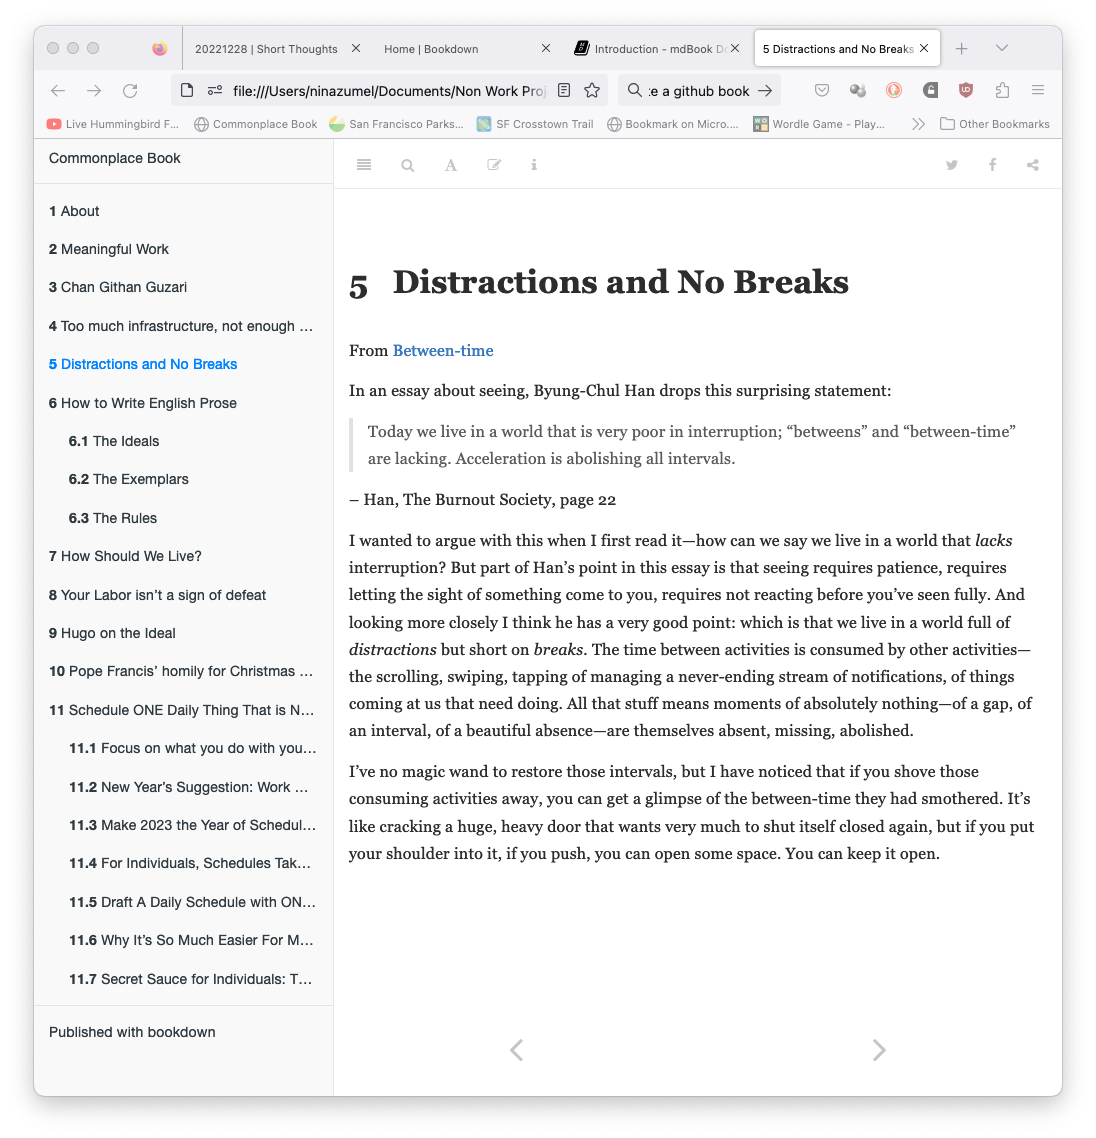 20221228 | Short Thoughts
Home | Bookdown
Introduction - mdBook Do
5 Distractions and No Breaks
file:///Users/ninazumel/Documents/Non Work Proj
:e a github book
Live Hummingbird F...
Commonplace Book
San Francisco Parks...
SF Crosstown Trail
Bookmark on Micro....
Wordle Game - Play...
Other Bookmarks
Commonplace Book
1 About
2 Meaningful Work
3 Chan Githan Guzari
4 Too much infrastructure, not enough ...
5 Distractions and No Breaks
6 How to Write English Prose
6.1 The Ideals
6.2 The Exemplars
6.3 The Rules
7 How Should We Live?
8 Your Labor isn’t a sign of defeat
9 Hugo on the Ideal
10 Pope Francis’ homily for Christmas ...
11 Schedule ONE Daily Thing That is N...
11.1 Focus on what you do with you...
11.2 New Year’s Suggestion: Work ...
11.3 Make 2023 the Year of Schedul...
11.4 For Individuals, Schedules Tak...
11.5 Draft A Daily Schedule with ON...
11.6 Why It’s So Much Easier For M...
11.7 Secret Sauce for Individuals: T...
Published with bookdown
5 Distractions and No Breaks
From Between-time
In an essay about seeing, Byung-Chul Han drops this surprising statement:
Today we live in a world that is very poor in interruption; “betweens” and “between-time”
are lacking. Acceleration is abolishing all intervals.
– Han, The Burnout Society, page 22
I wanted to argue with this when I first read it—how can we say we live in a world that lacks
interruption? But part of Han’s point in this essay is that seeing requires patience, requires
letting the sight of something come to you, requires not reacting before you’ve seen fully. And
looking more closely I think he has a very good point: which is that we live in a world full of
distractions but short on breaks. The time between activities is consumed by other activities—
the scrolling, swiping, tapping of managing a never-ending stream of notifications, of things
coming at us that need doing. All that stuff means moments of absolutely nothing—of a gap, of
an interval, of a beautiful absence—are themselves absent, missing, abolished.
I’ve no magic wand to restore those intervals, but I have noticed that if you shove those
consuming activities away, you can get a glimpse of the between-time they had smothered. It’s
like cracking a huge, heavy door that wants very much to shut itself closed again, but if you put
your shoulder into it, if you push, you can open some space. You can keep it open.